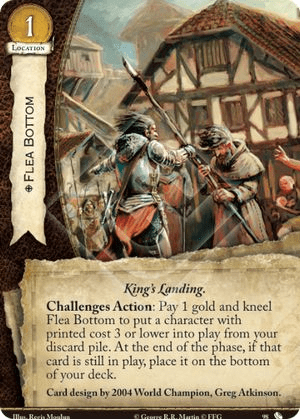 1
LOCATION
FLEA BOTTOM
King's Landing.
Challenges Action: Pay 1 gold and kneel
Flea Bottom to put a character with
printed cost 3 or lower into play from your
discard pile. At the end of the phase, if that
card is still in play, place it on the bottom
of your deck.
Card design by 2004 World Champion, Greg Atkinson.
Illus. Regis Moulun
© George R.R. Martin © FFG